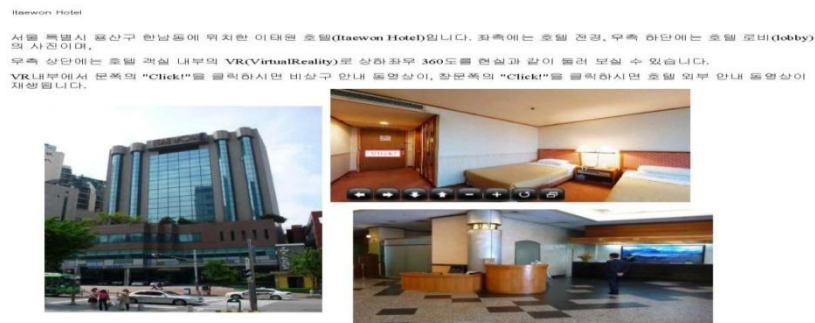 Itaewon Hotel
서울 특별시 용산구 한남동에 위치한 이태원 호텔(Itaewon Hotel)입니다. 좌측에는 호텔 전경, 우측 하단에는 호텔 로비(lobby)
의 사진이며,
우측 상단에는 호텔 객실 내부의 VR(VirtualReality)로 상하좌우 360도를 현실과 같이 둘러 보실 수 있습니다.
VR내부에서 문쪽의 "Click!"을 클릭하시면 비상구 안내 동영상이, 창문쪽의 "Click!"을 클릭하시면 호텔 외부 안내 동영상이
재생됩니다.
Click!